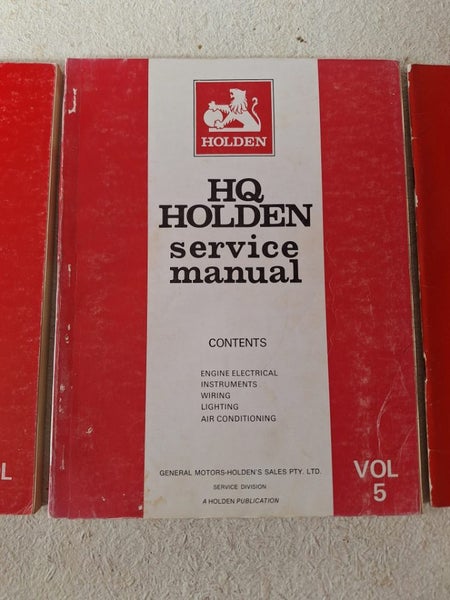 HOLDEN
HQ
HOLDEN
service
manual
CONTENTS
ENGINE ELECTRICAL
INSTRUMENTS
WIRING
LIGHTING
AIR CONDITIONING
GENERAL MOTORS-HOLDEN'S SALES PTY. LTD.
SERVICE DIVISION
A HOLDEN PUBLICATION
VOL
5
L